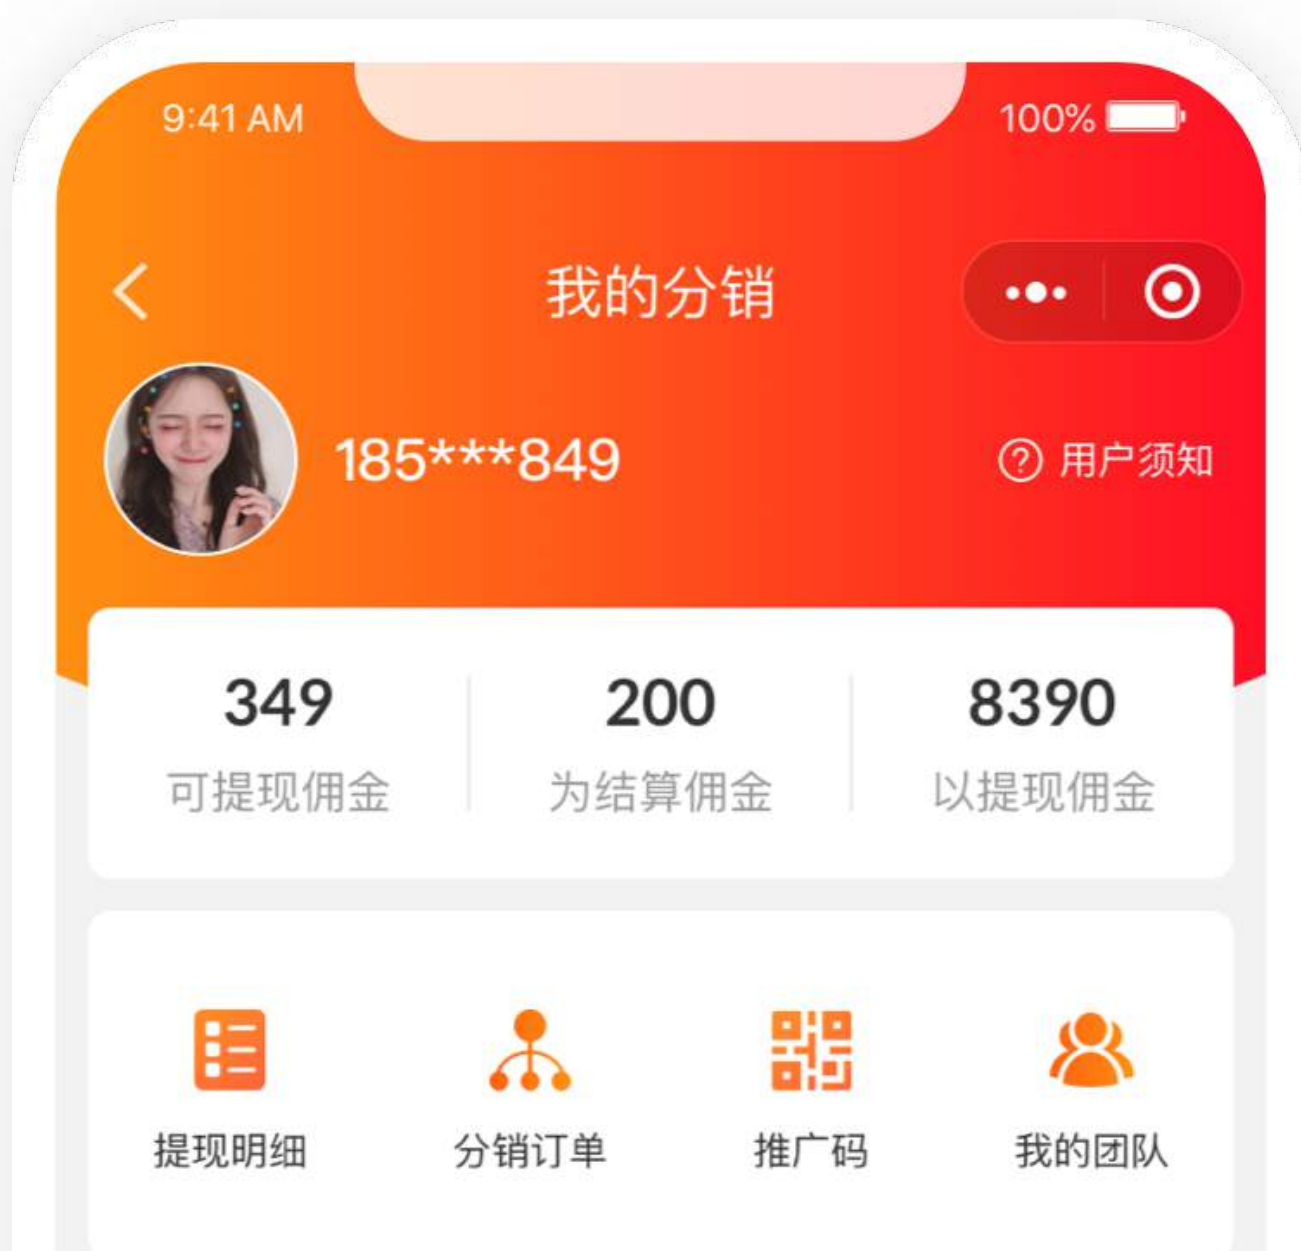 9:41 AM
100%
我的分销
185***849
用户须知
349
200
8390
可提现佣金
为结算佣金
以提现佣金
提现明细
分销订单
推广码
我的团队